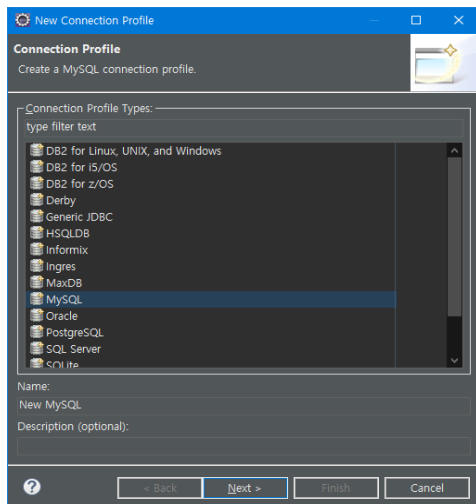 New Connection Profile
Connection Profile
Create a MySQL connection profile.
Connection Profile Types:
type filter text
DB2 for Linux, UNIX, and Windows
DB2 for i5/OS
DB2 for z/OS
Derby
Generic JDBC
HSQLDB
Informix
Ingres
MaxDB
MySQL
Oracle
PostgreSQL
SQL Server
SQLite
Name:
New MySQL
Description (optional):
? < Back Next > Finish Cancel